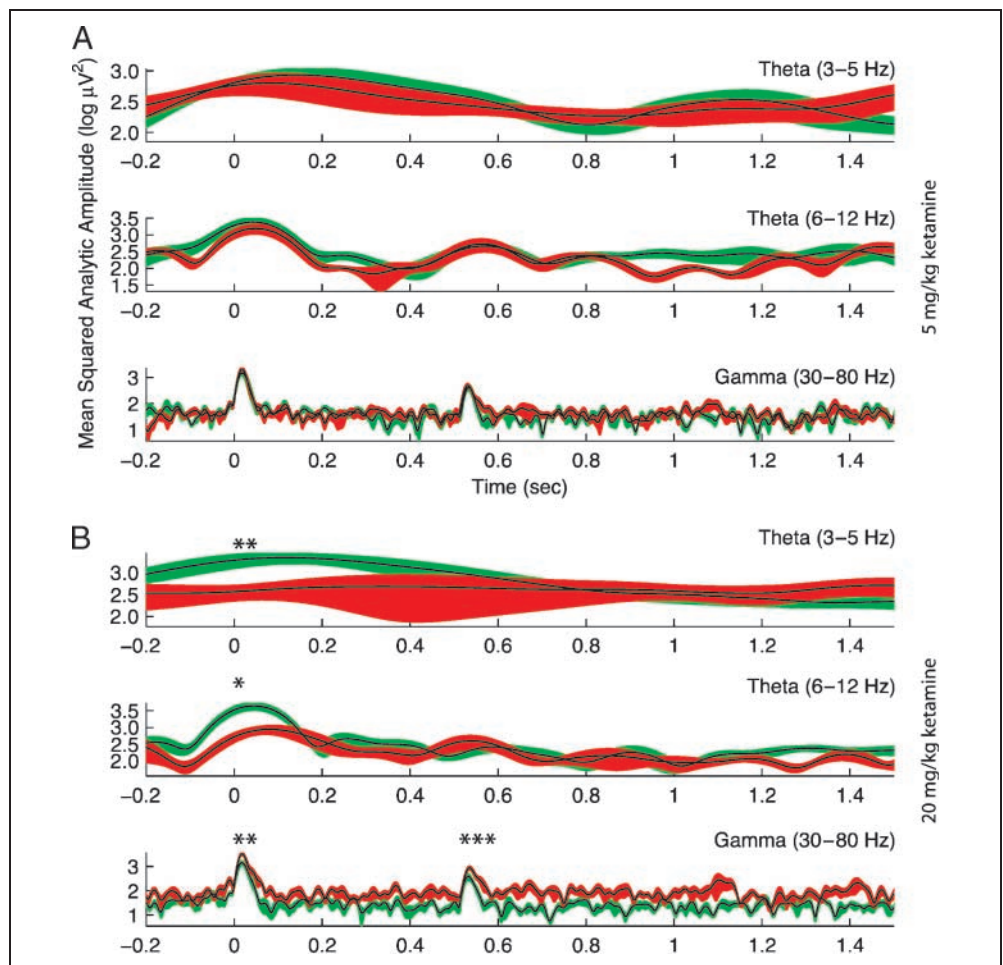 A
Mean Squared Analytic Amplitude (log μV²)
Theta (3–5 Hz)
3.0
2.5
2.0
−0.2 0 0.2 0.4 0.6 0.8 1 1.2 1.4
Theta (6–12 Hz)
3.5
3.0
2.5
2.0
1.5
−0.2 0 0.2 0.4 0.6 0.8 1 1.2 1.4
5 mg/kg ketamine
Gamma (30–80 Hz)
3
2
1
−0.2 0 0.2 0.4 0.6 0.8 1 1.2 1.4
Time (sec)
B
** Theta (3–5 Hz)
3.0
2.5
2.0
−0.2 0 0.2 0.4 0.6 0.8 1 1.2 1.4
* Theta (6–12 Hz)
3.5
3.0
2.5
2.0
−0.2 0 0.2 0.4 0.6 0.8 1 1.2 1.4
20 mg/kg ketamine
** *** Gamma (30–80 Hz)
3
2
1
−0.2 0 0.2 0.4 0.6 0.8 1 1.2 1.4